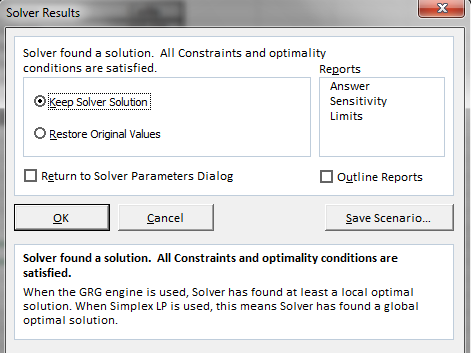 Solver Results
Solver found a solution.  All Constraints and optimality
conditions are satisfied.
Reports
Keep Solver Solution
Restore Original Values
Answer
Sensitivity
Limits
Return to Solver Parameters Dialog
Outline Reports
OK
Cancel
Save Scenario...
Solver found a solution.  All Constraints and optimality conditions are
satisfied.
When the GRG engine is used, Solver has found at least a local optimal
solution. When Simplex LP is used, this means Solver has found a global
optimal solution.